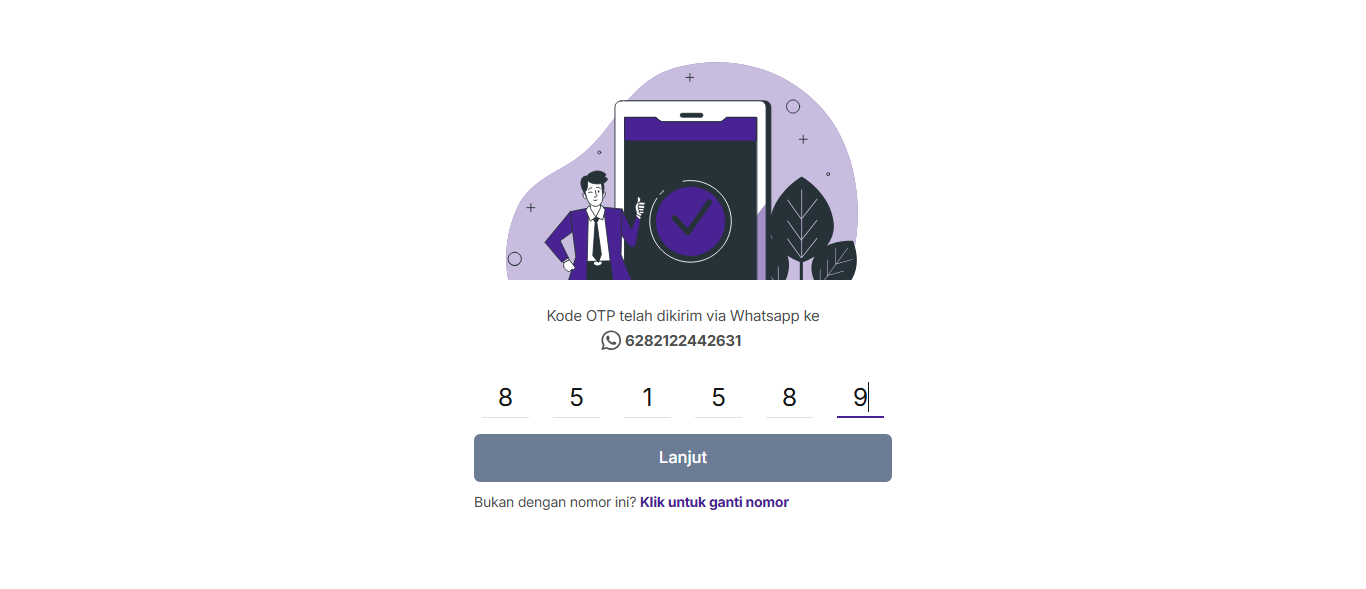 Kode OTP telah dikirim via Whatsapp ke
6282122442631
8 5 1 5 8 9
Lanjut
Bukan dengan nomor ini? Klik untuk ganti nomor